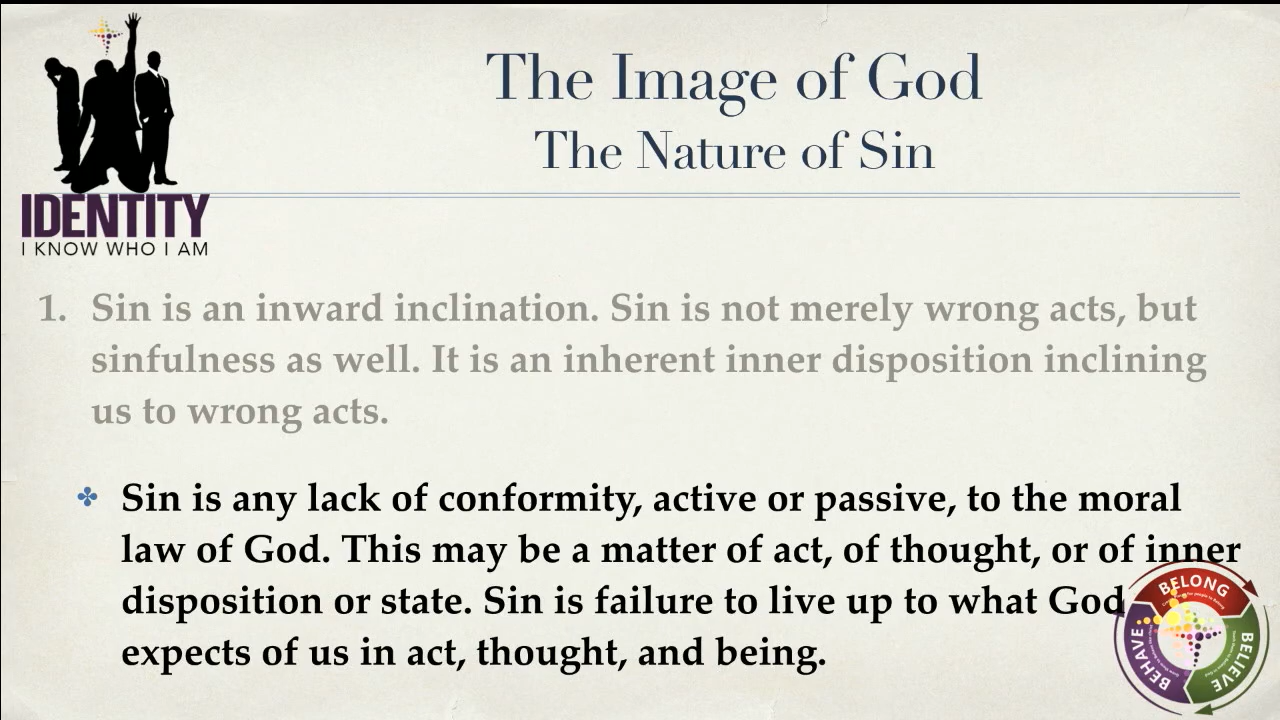 The Image of God
The Nature of Sin
IDENTITY
I KNOW WHO I AM
1. Sin is an inward inclination. Sin is not merely wrong acts, but
sinfulness as well. It is an inherent inner disposition inclining
us to wrong acts.
Sin is any lack of conformity, active or passive, to the moral
law of God. This may be a matter of act, of thought, or of inner
disposition or state. Sin is failure to live up to what God
expects of us in act, thought, and being.
BELONG
BELIEVE
BEHAVE